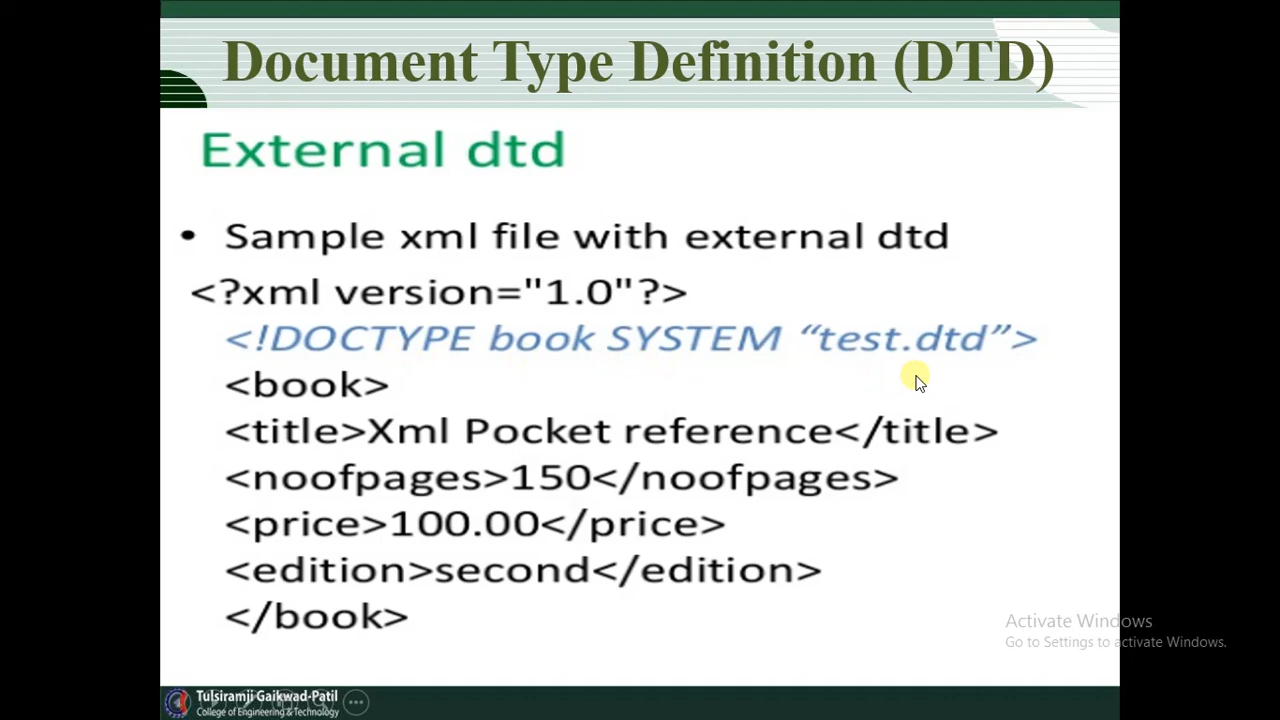 Document Type Definition (DTD)
External dtd
• Sample xml file with external dtd
<?xml version="1.0"?>
<!DOCTYPE book SYSTEM “test.dtd”>
<book>
<title>Xml Pocket reference</title>
<noofpages>150</noofpages>
<price>100.00</price>
<edition>second</edition>
</book>
Activate Windows
Go to Settings to activate Windows.
Tulsiramji Gaikwad-Patil
College of Engineering & Technology